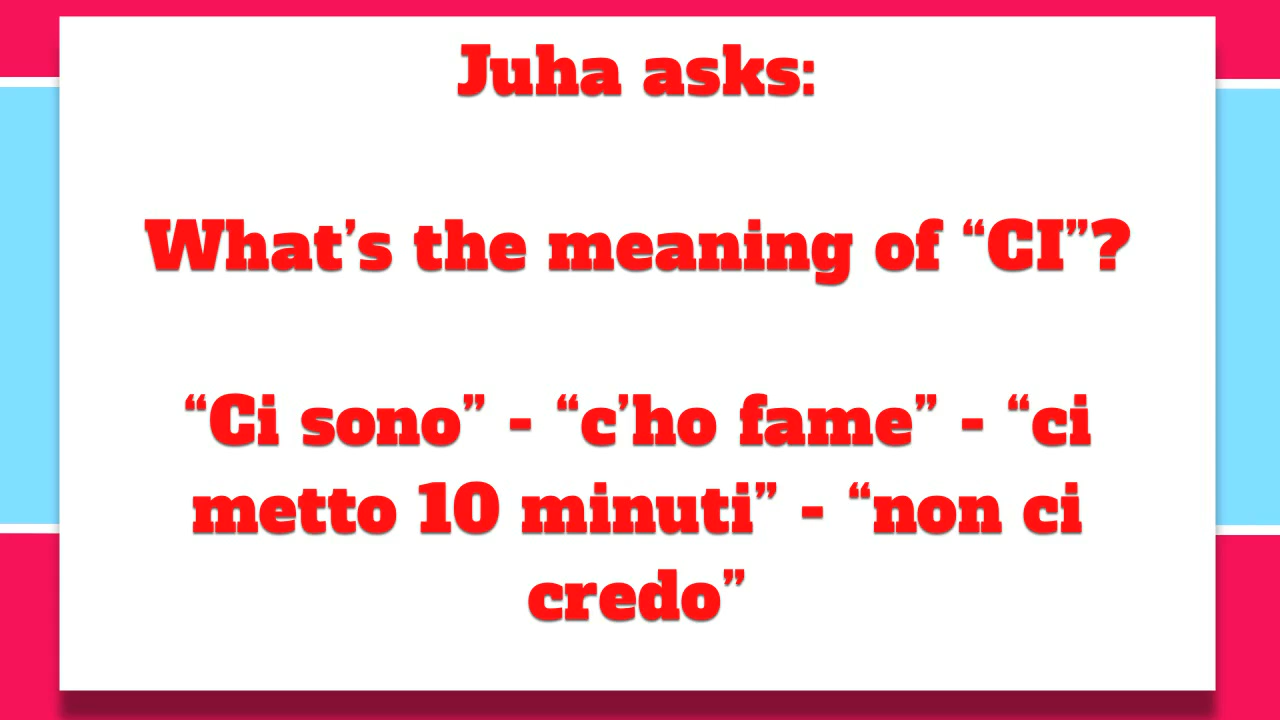 Juha asks:
What’s the meaning of “CI”?
“Ci sono” - “c’ho fame” - “ci
metto 10 minuti” - “non ci
credo”